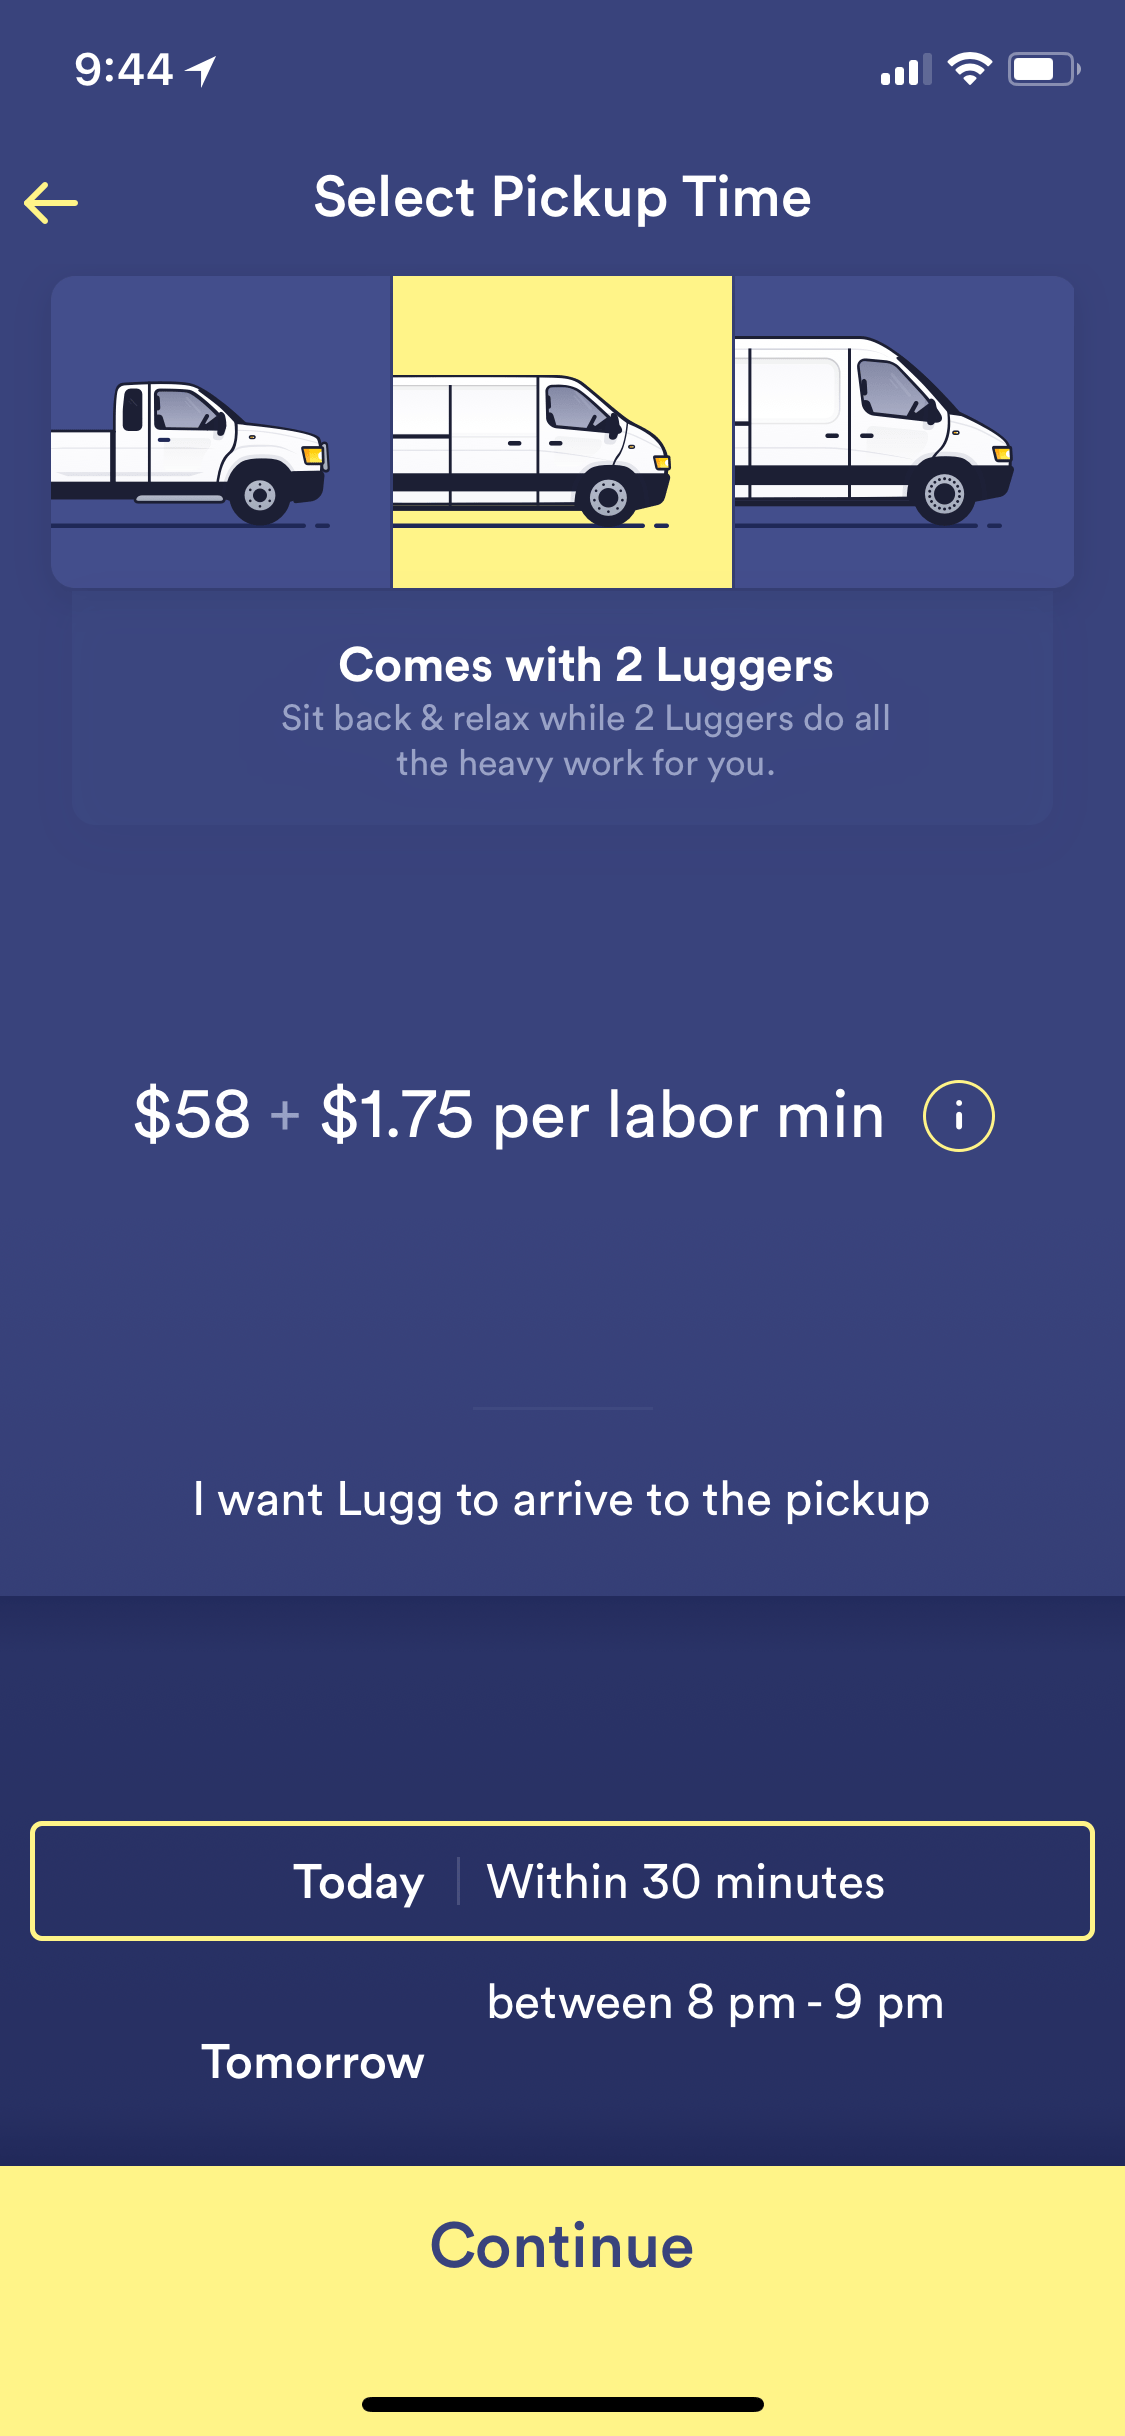 9:44
Select Pickup Time
Comes with 2 Luggers
Sit back & relax while 2 Luggers do all
the heavy work for you.
$58 + $1.75 per labor min
I want Lugg to arrive to the pickup
Today Within 30 minutes
between 8 pm - 9 pm
Tomorrow
Continue